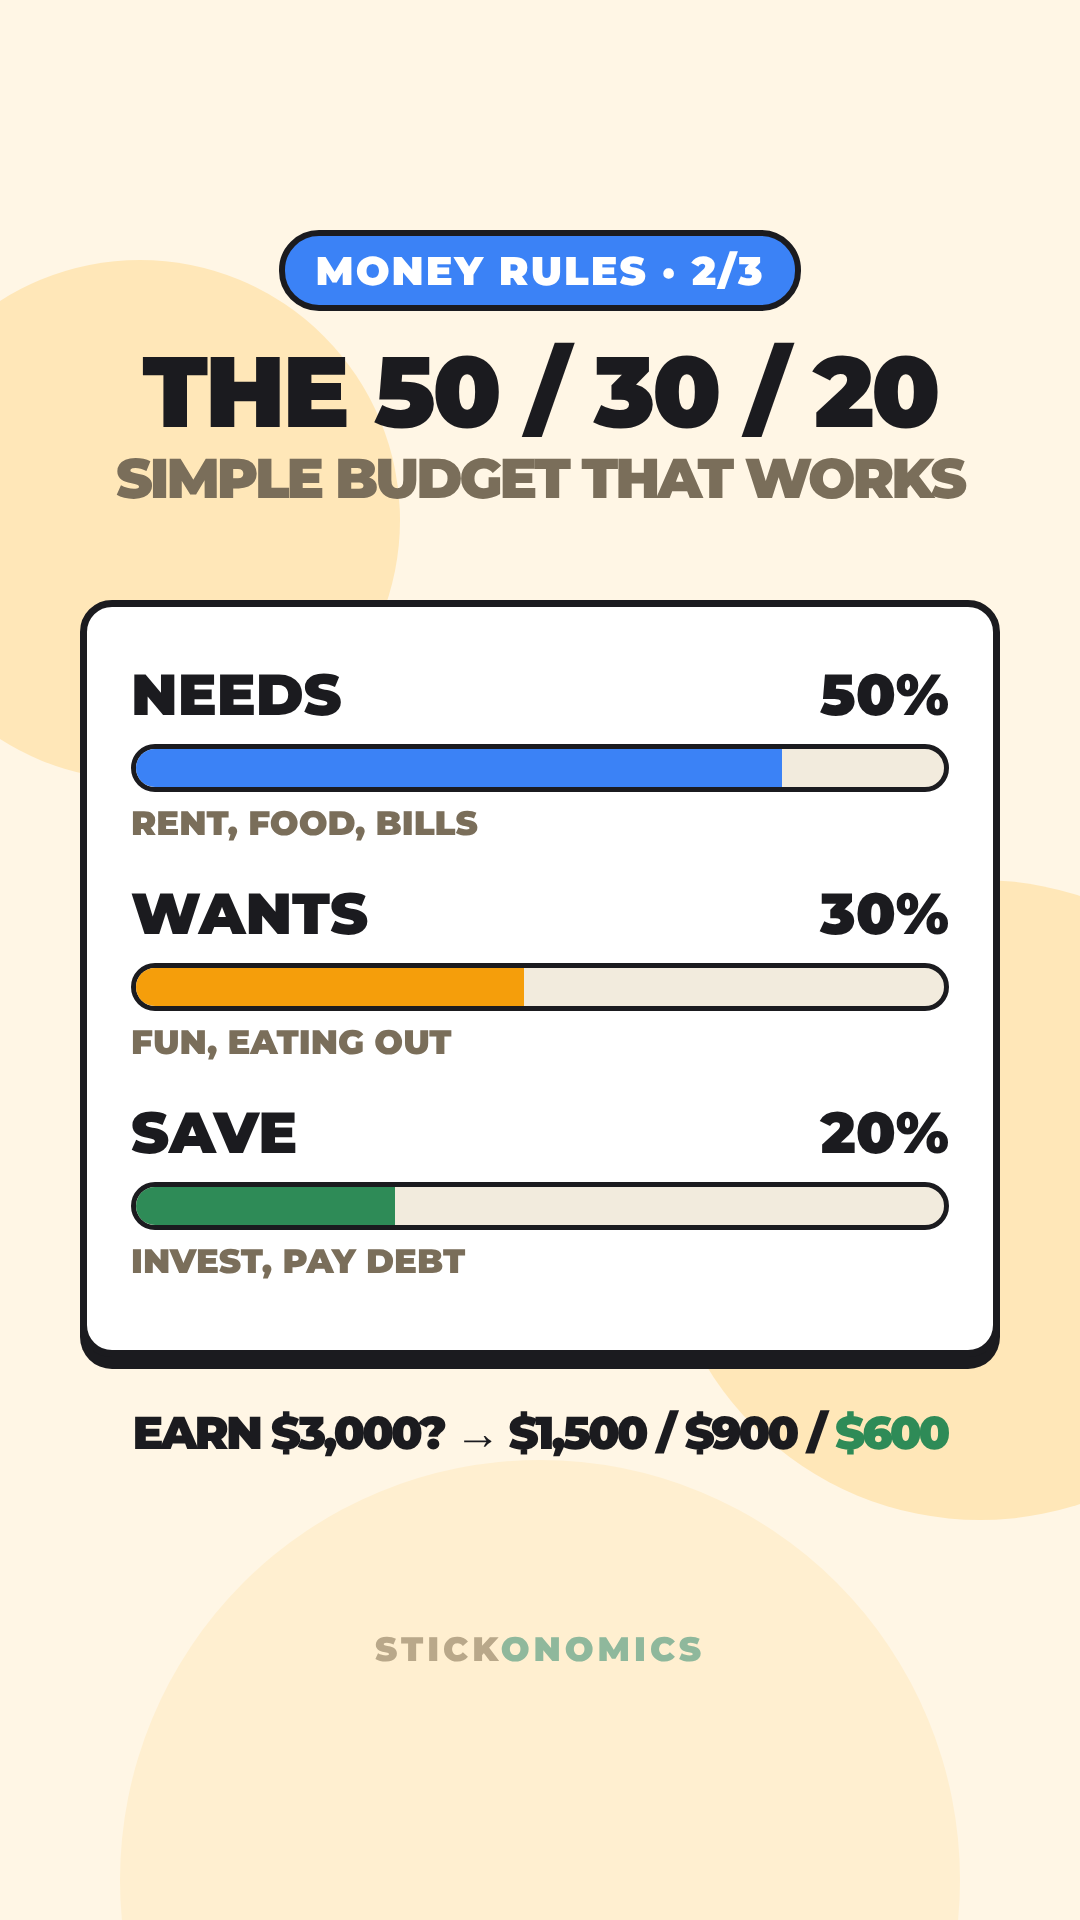 MONEY RULES • 2/3
THE 50 / 30 / 20
SIMPLE BUDGET THAT WORKS
NEEDS 50%
RENT, FOOD, BILLS
WANTS 30%
FUN, EATING OUT
SAVE 20%
INVEST, PAY DEBT
EARN $3,000? → $1,500 / $900 / $600
STICKONOMICS